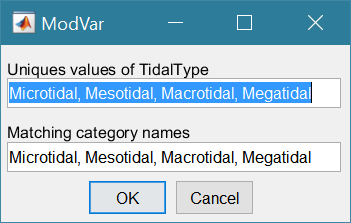 ModVar
Uniques values of TidalType
Microtidal, Mesotidal, Macrotidal, Megatidal
Matching category names
Microtidal, Mesotidal, Macrotidal, Megatidal
OK Cancel